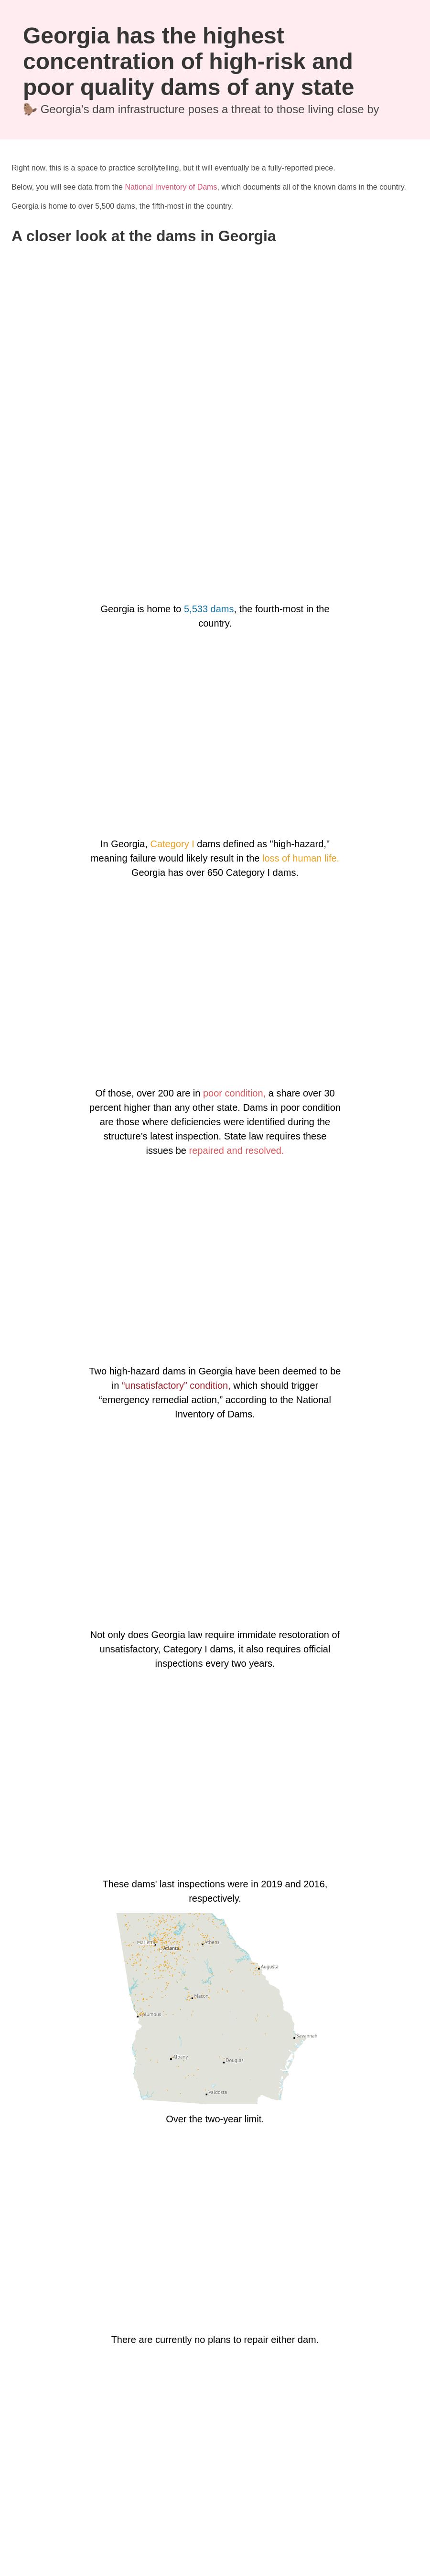 Georgia has the highest
concentration of high-risk and
poor quality dams of any state
🦫 Georgia's dam infrastructure poses a threat to those living close by
Right now, this is a space to practice scrollytelling, but it will eventually be a fully-reported piece.
Below, you will see data from the National Inventory of Dams, which documents all of the known dams in the country.
Georgia is home to over 5,500 dams, the fifth-most in the country.
A closer look at the dams in Georgia
Georgia is home to 5,533 dams, the fourth-most in the
country.
In Georgia, Category I dams defined as "high-hazard,"
meaning failure would likely result in the loss of human life.
Georgia has over 650 Category I dams.
Of those, over 200 are in poor condition, a share over 30
percent higher than any other state. Dams in poor condition
are those where deficiencies were identified during the
structure's latest inspection. State law requires these
issues be repaired and resolved.
Two high-hazard dams in Georgia have been deemed to be
in “unsatisfactory” condition, which should trigger
“emergency remedial action,” according to the National
Inventory of Dams.
Not only does Georgia law require immidate resotoration of
unsatisfactory, Category I dams, it also requires official
inspections every two years.
These dams' last inspections were in 2019 and 2016,
respectively.
Marietta
Atlanta
Athens
Augusta
Macon
Columbus
Savannah
Albany
Douglas
Valdosta
Over the two-year limit.
There are currently no plans to repair either dam.